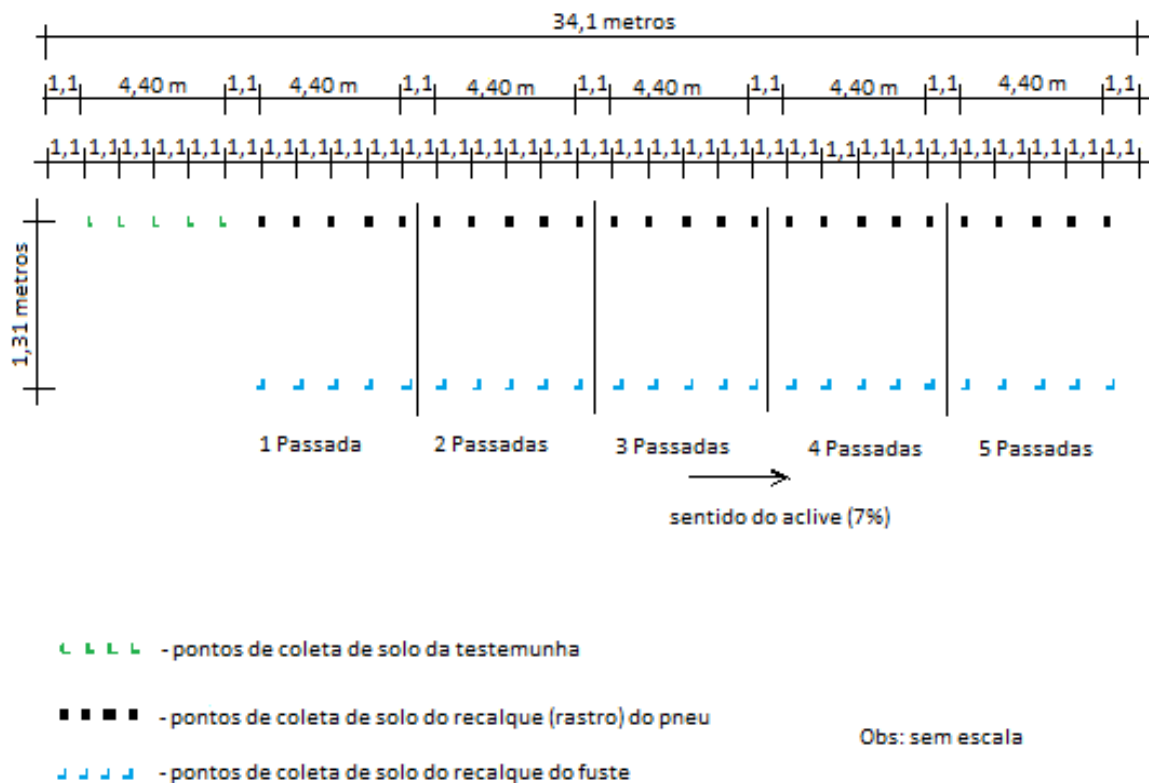 34,1 metros
1,1 4,40 m 1,1 4,40 m 1,1 4,40 m 1,1 4,40 m 1,1 4,40 m 1,1 4,40 m 1,1
1,1 1,1 1,1 1,1 1,1 1,1 1,1 1,1 1,1 1,1 1,1 1,1 1,1 1,1 1,1 1,1 1,1 1,1 1,1 1,1 1,1 1,1 1,1 1,1 1,1 1,1 1,1 1,1 1,1 1,1 1,1
1,31 metros
1 Passada 2 Passadas 3 Passadas 4 Passadas 5 Passadas
sentido do aclive (7%)
- pontos de coleta de solo da testemunha
- pontos de coleta de solo do recalque (rastro) do pneu
Obs: sem escala
- pontos de coleta de solo do recalque do fuste